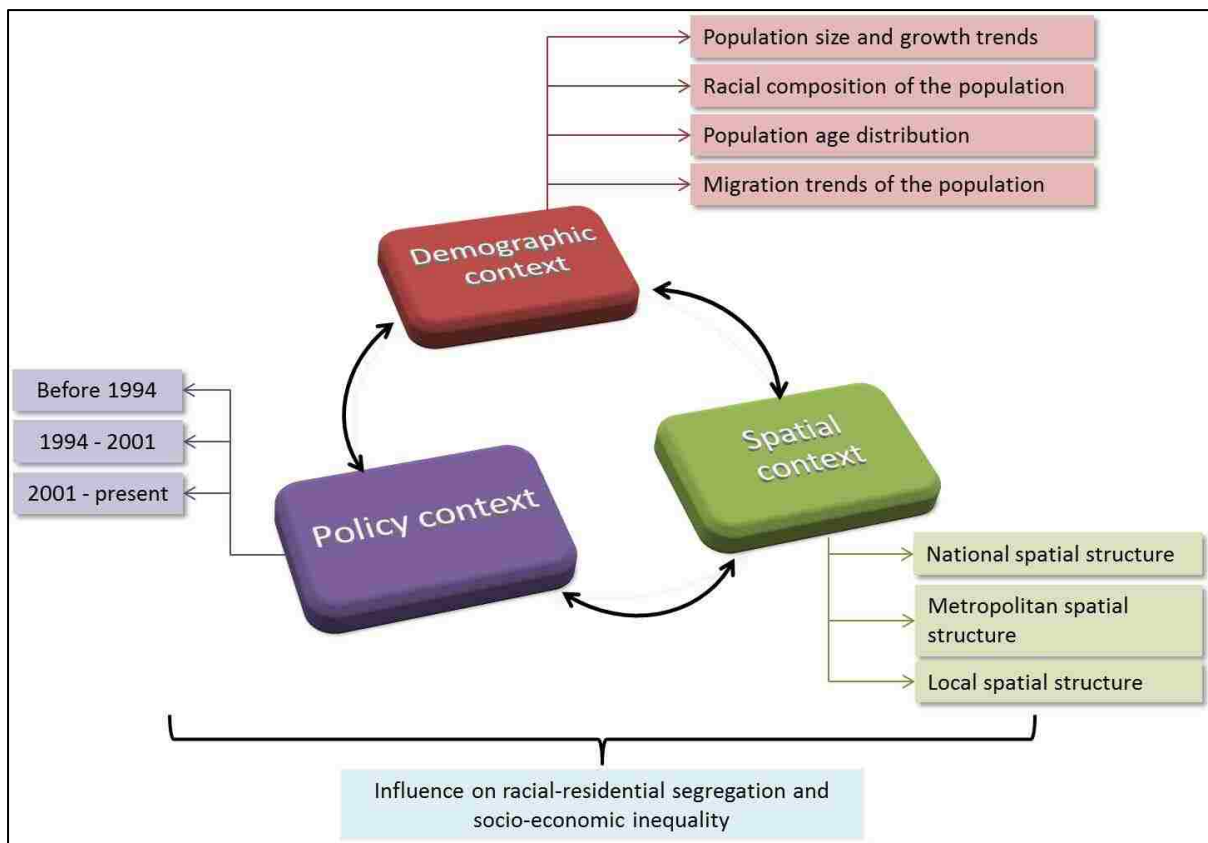 Population size and growth trends
Racial composition of the population
Population age distribution
Migration trends of the population
Demographic
context
Before 1994
1994 - 2001
2001 - present
Policy context
Spatial
context
National spatial structure
Metropolitan spatial
structure
Local spatial structure
Influence on racial-residential segregation and
socio-economic inequality